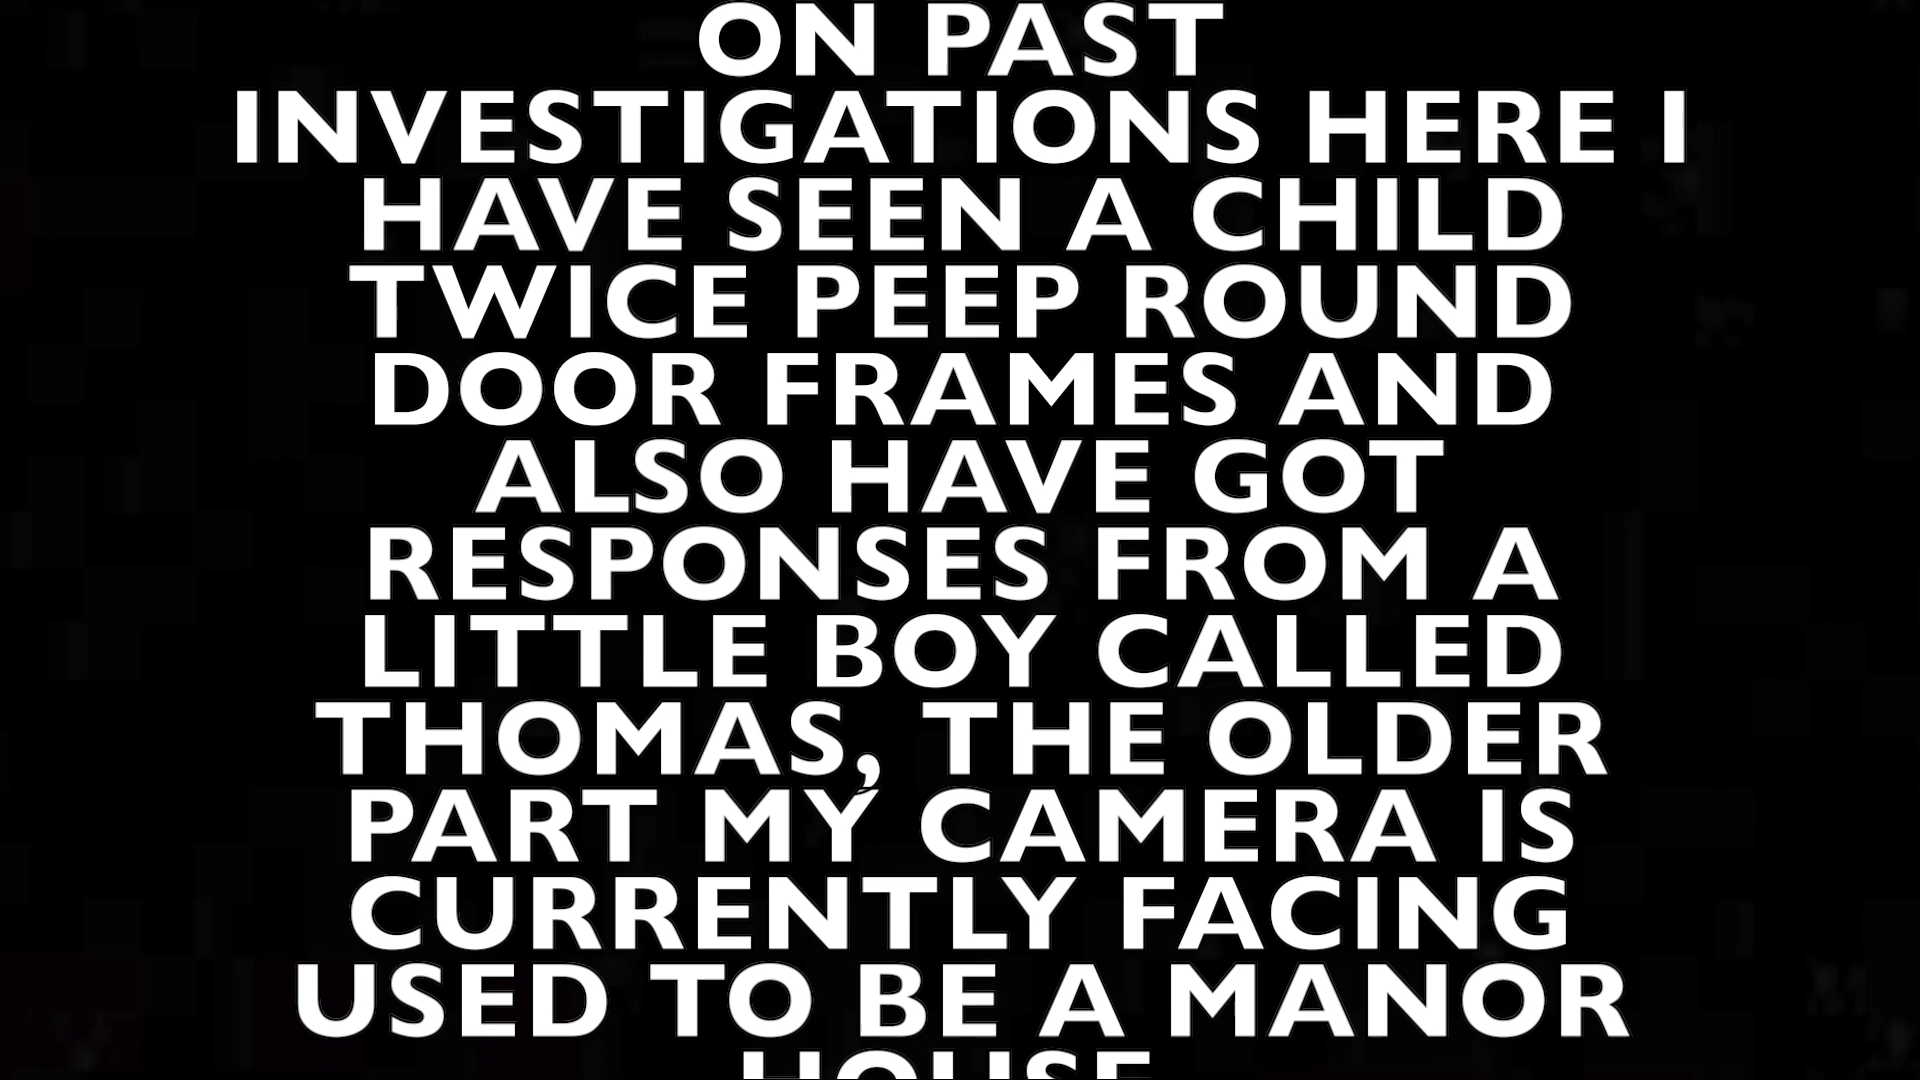 ON PAST
INVESTIGATIONS HERE I
HAVE SEEN A CHILD
TWICE PEEP ROUND
DOOR FRAMES AND
ALSO HAVE GOT
RESPONSES FROM A
LITTLE BOY CALLED
THOMAS, THE OLDER
PART MY CAMERA IS
CURRENTLY FACING
USED TO BE A MANOR
HOUSE